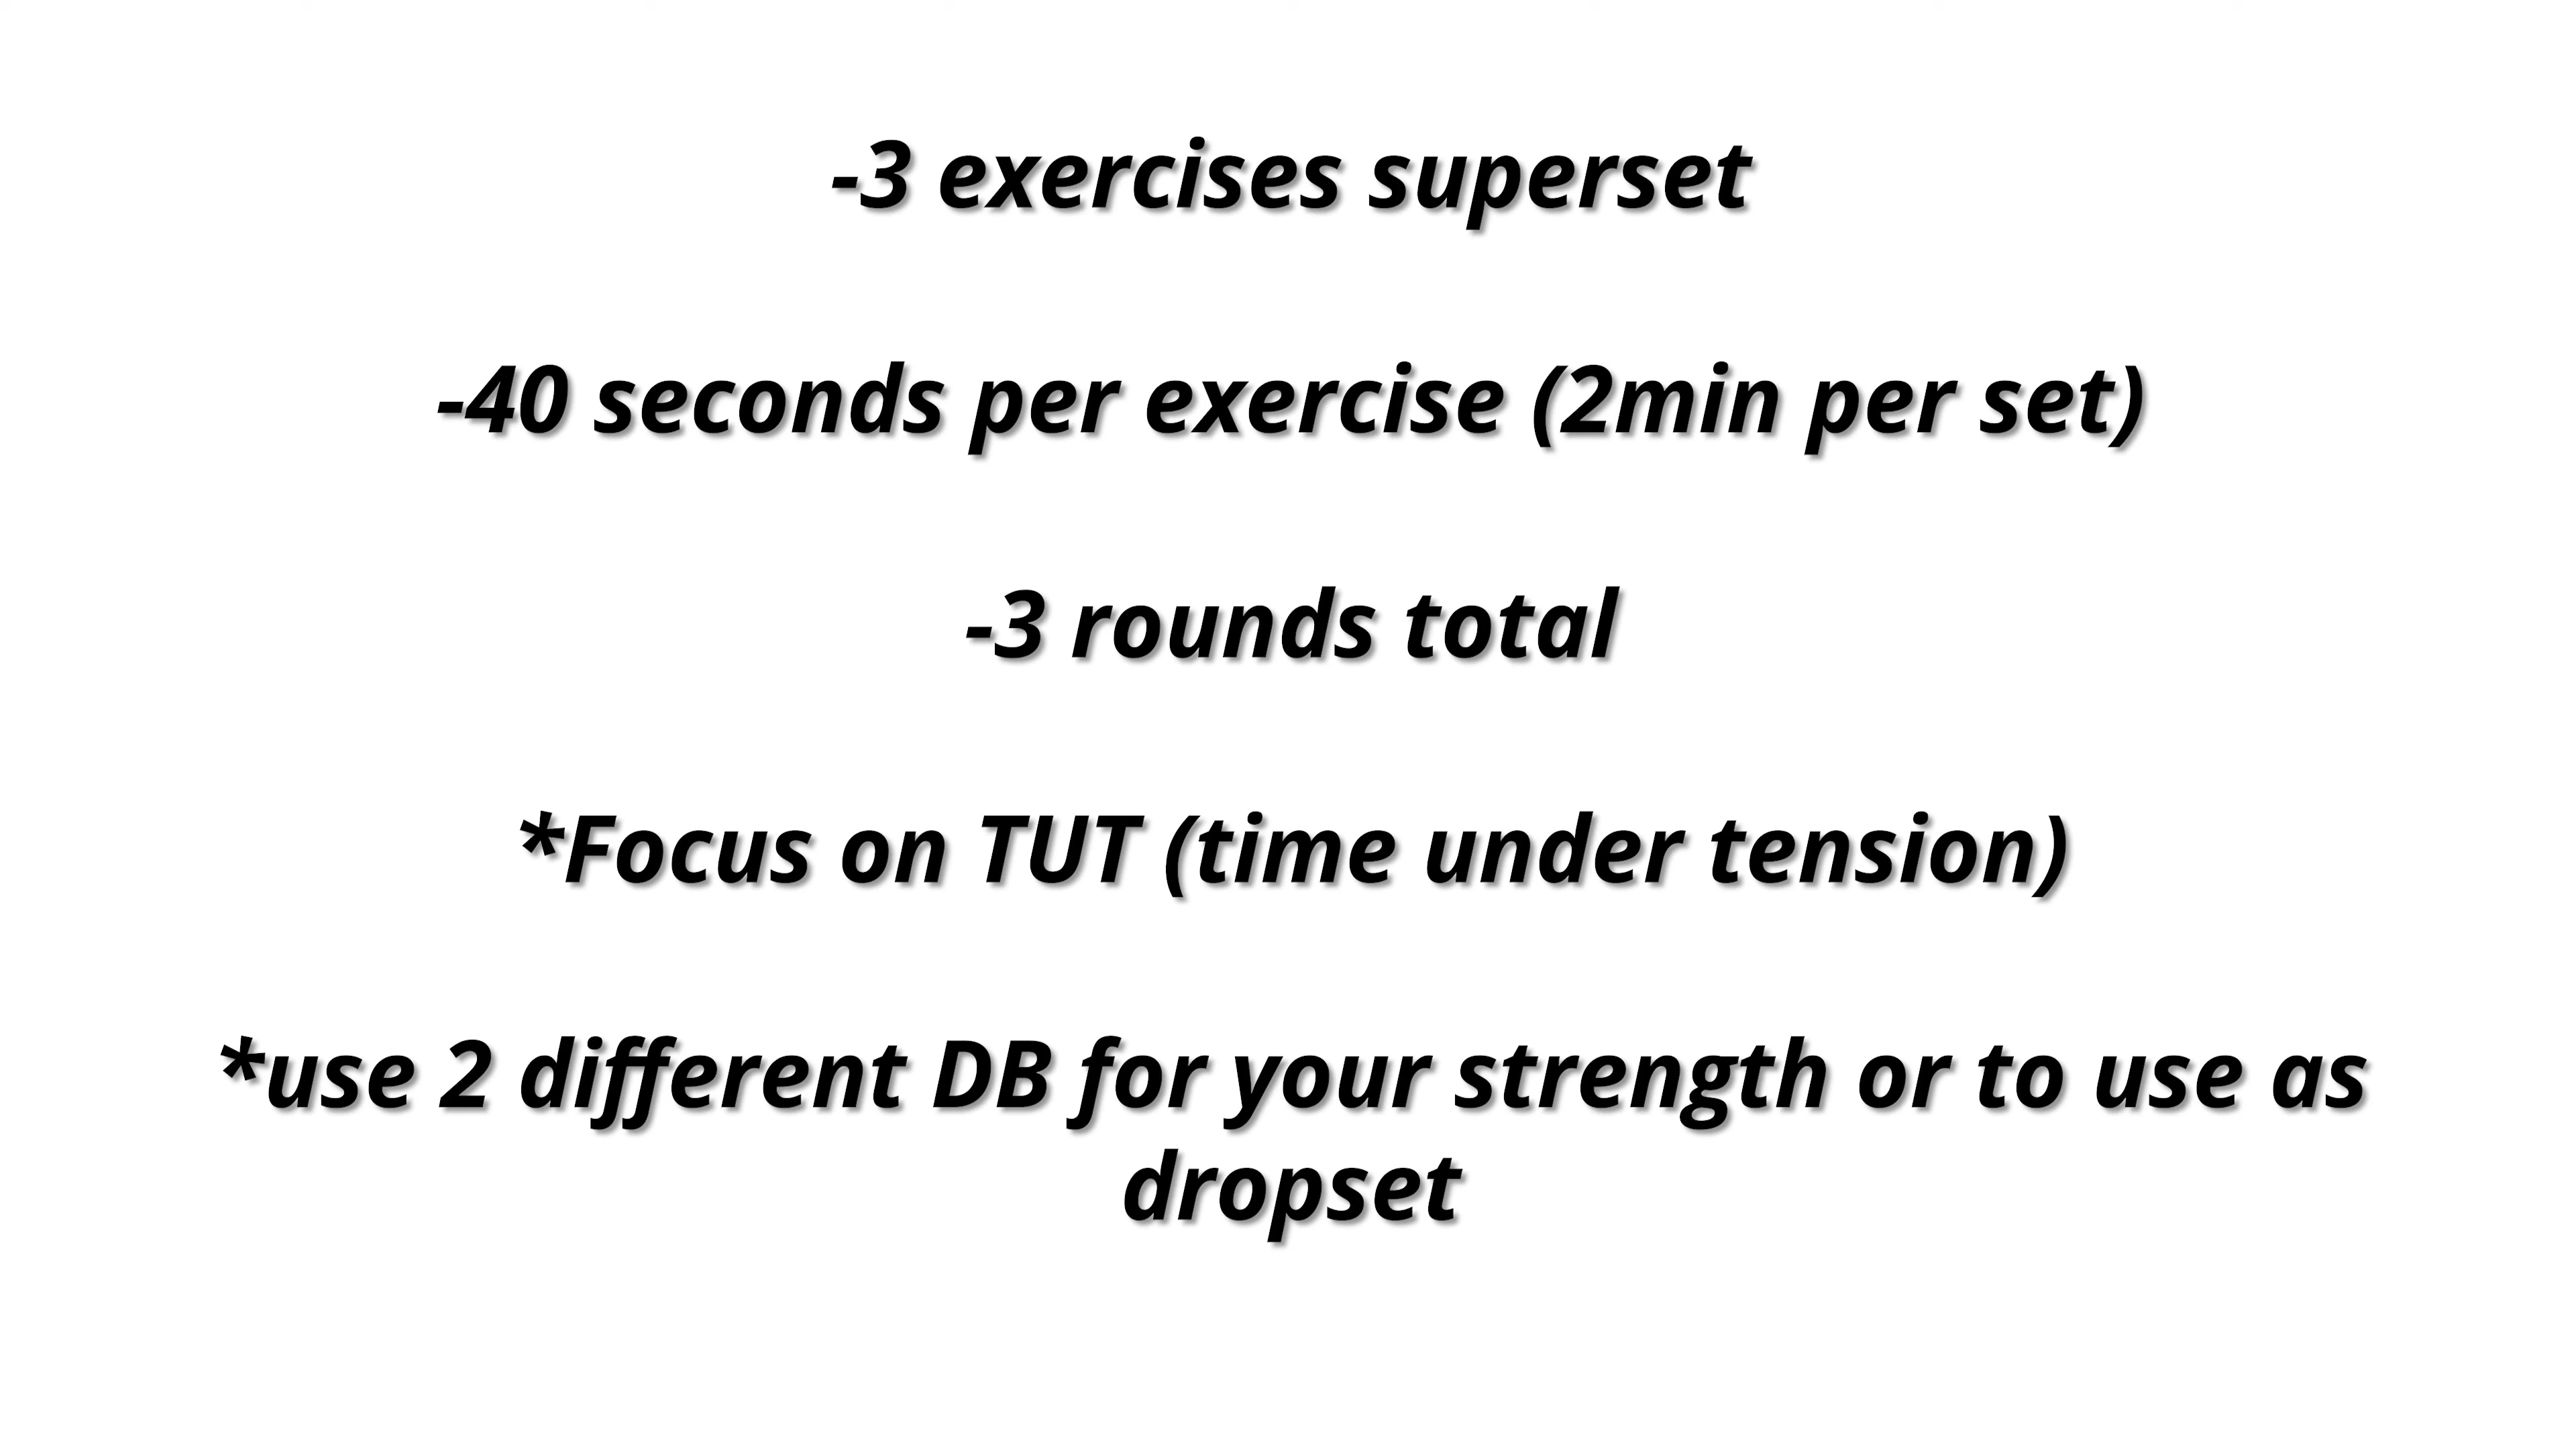 -3 exercises superset
-40 seconds per exercise (2min per set)
-3 rounds total
*Focus on TUT (time under tension)
*use 2 different DB for your strength or to use as
dropset